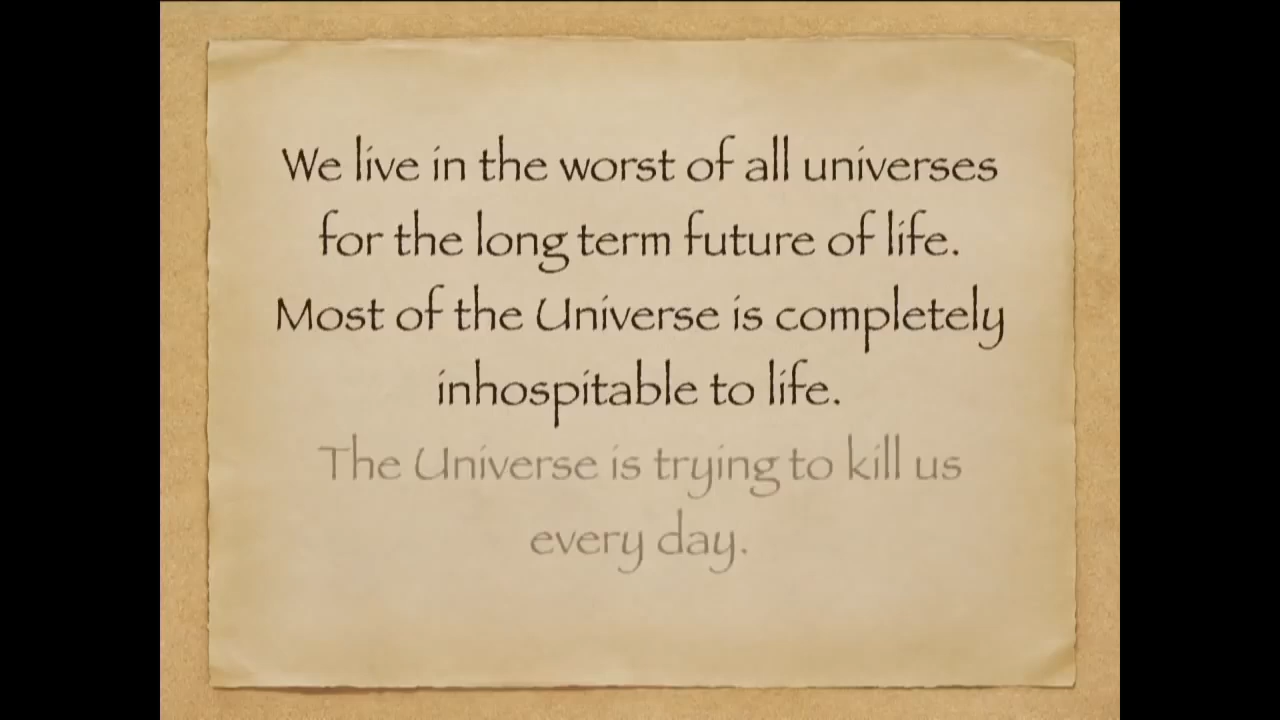 We live in the worst of all universes
for the long term future of life.
Most of the Universe is completely
inhospitable to life.
The Universe is trying to kill us
every day.